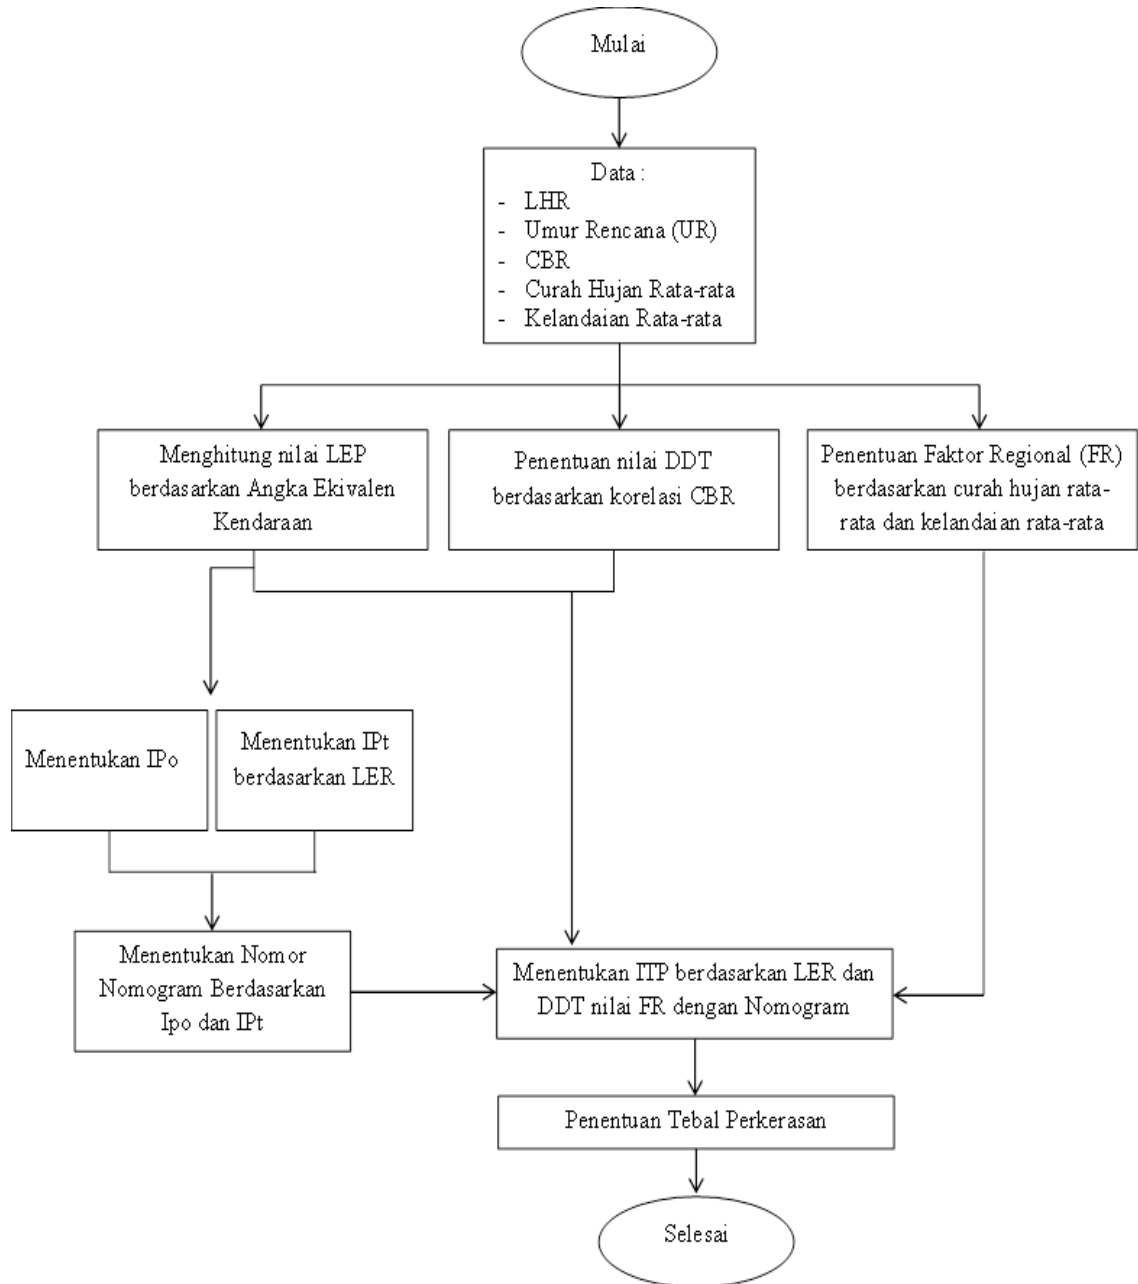 Mulai
Data :
- LHR
- Umur Rencana (UR)
- CBR
- Curah Hujan Rata-rata
- Kelandaian Rata-rata
Menghitung nilai LEP
berdasarkan Angka Ekivalen
Kendaraan
Penentuan nilai DDT
berdasarkan korelasi CBR
Penentuan Faktor Regional (FR)
berdasarkan curah hujan rata-
rata dan kelandaian rata-rata
Menentukan IPo
Menentukan IPt
berdasarkan LER
Menentukan Nomor
Nomogram Berdasarkan
Ipo dan IPt
Menentukan ITP berdasarkan LER dan
DDT nilai FR dengan Nomogram
Penentuan Tebal Perkerasan
Selesai